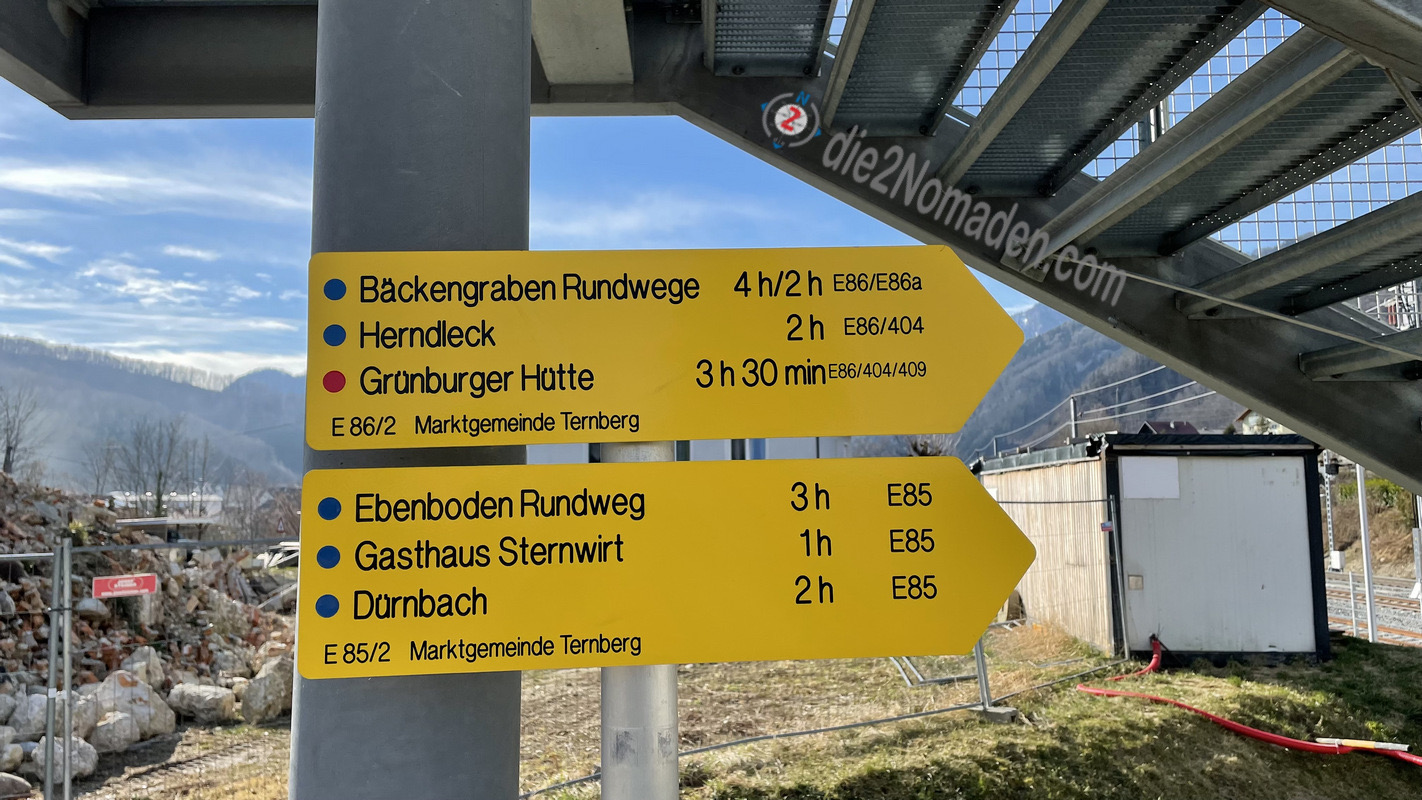 N
2
die2Nomaden.com
Bäckengraben Rundwege 4 h/2 h E86/E86a
Herndleck 2 h E86/404
Grünburger Hütte 3 h 30 min E86/404/409
E 86/2 Marktgemeinde Ternberg
Ebenboden Rundweg 3 h E85
Gasthaus Sternwirt 1h E85
Dürnbach 2 h E85
E 85/2 Marktgemeinde Ternberg